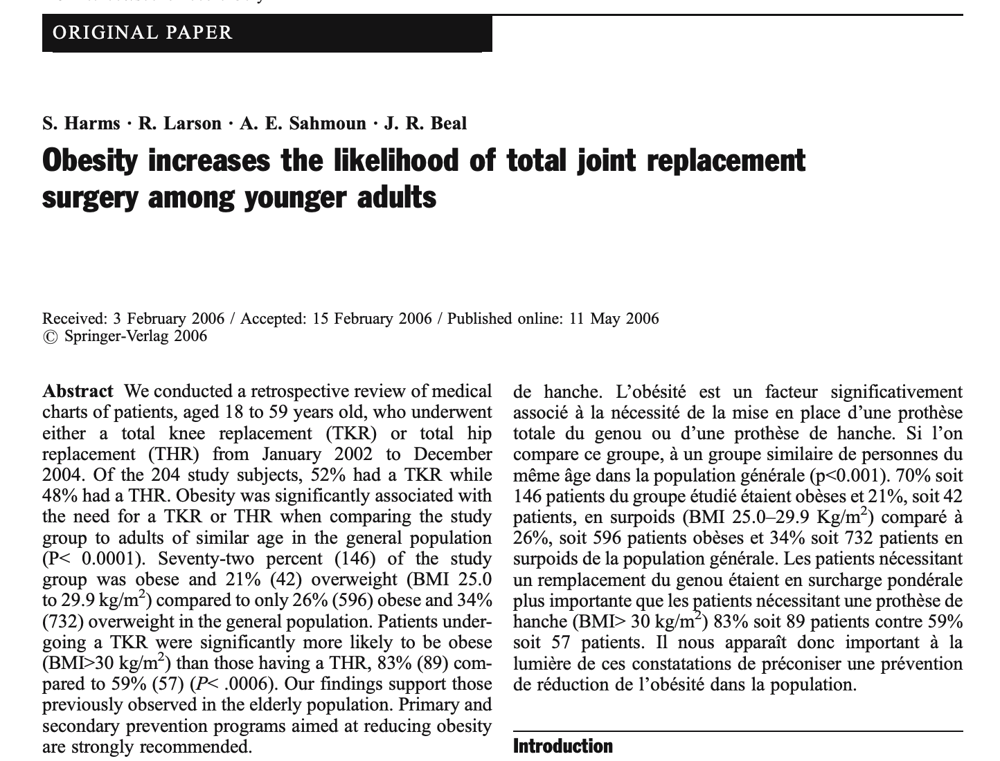 ORIGINAL PAPER
S. Harms · R. Larson · A. E. Sahmoun · J. R. Beal
Obesity increases the likelihood of total joint replacement
surgery among younger adults
Received: 3 February 2006 / Accepted: 15 February 2006 / Published online: 11 May 2006
© Springer-Verlag 2006
Abstract We conducted a retrospective review of medical
charts of patients, aged 18 to 59 years old, who underwent
either a total knee replacement (TKR) or total hip
replacement (THR) from January 2002 to December
2004. Of the 204 study subjects, 52% had a TKR while
48% had a THR. Obesity was significantly associated with
the need for a TKR or THR when comparing the study
group to adults of similar age in the general population
(P< 0.0001). Seventy-two percent (146) of the study
group was obese and 21% (42) overweight (BMI 25.0
to 29.9 kg/m²) compared to only 26% (596) obese and 34%
(732) overweight in the general population. Patients under-
going a TKR were significantly more likely to be obese
(BMI>30 kg/m²) than those having a THR, 83% (89) com-
pared to 59% (57) (P< .0006). Our findings support those
previously observed in the elderly population. Primary and
secondary prevention programs aimed at reducing obesity
are strongly recommended.
de hanche. L’obésité est un facteur significativement
associé à la nécessité de la mise en place d’une prothèse
totale du genou ou d’une prothèse de hanche. Si l’on
compare ce groupe, à un groupe similaire de personnes du
même âge dans la population générale (p<0.001). 70% soit
146 patients du groupe étudié étaient obèses et 21%, soit 42
patients, en surpoids (BMI 25.0–29.9 Kg/m²) comparé à
26%, soit 596 patients obèses et 34% soit 732 patients en
surpoids de la population générale. Les patients nécessitant
un remplacement du genou étaient en surcharge pondérale
plus importante que les patients nécessitant une prothèse de
hanche (BMI> 30 kg/m²) 83% soit 89 patients contre 59%
soit 57 patients. Il nous apparaît donc important à la
lumière de ces constatations de préconiser une prévention
de réduction de l’obésité dans la population.
Introduction